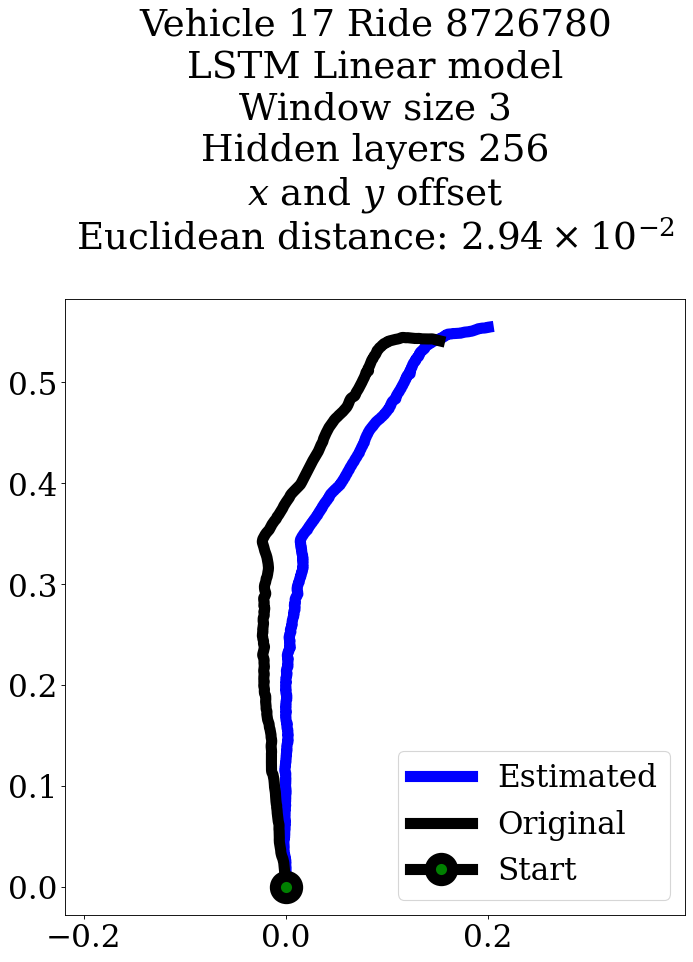 Vehicle 17 Ride 8726780
LSTM Linear model
Window size 3
Hidden layers 256
x and y offset
Euclidean distance: 2.94 × 10⁻²
0.5
0.4
0.3
0.2
0.1
0.0
−0.2
0.0
0.2
Estimated
Original
Start